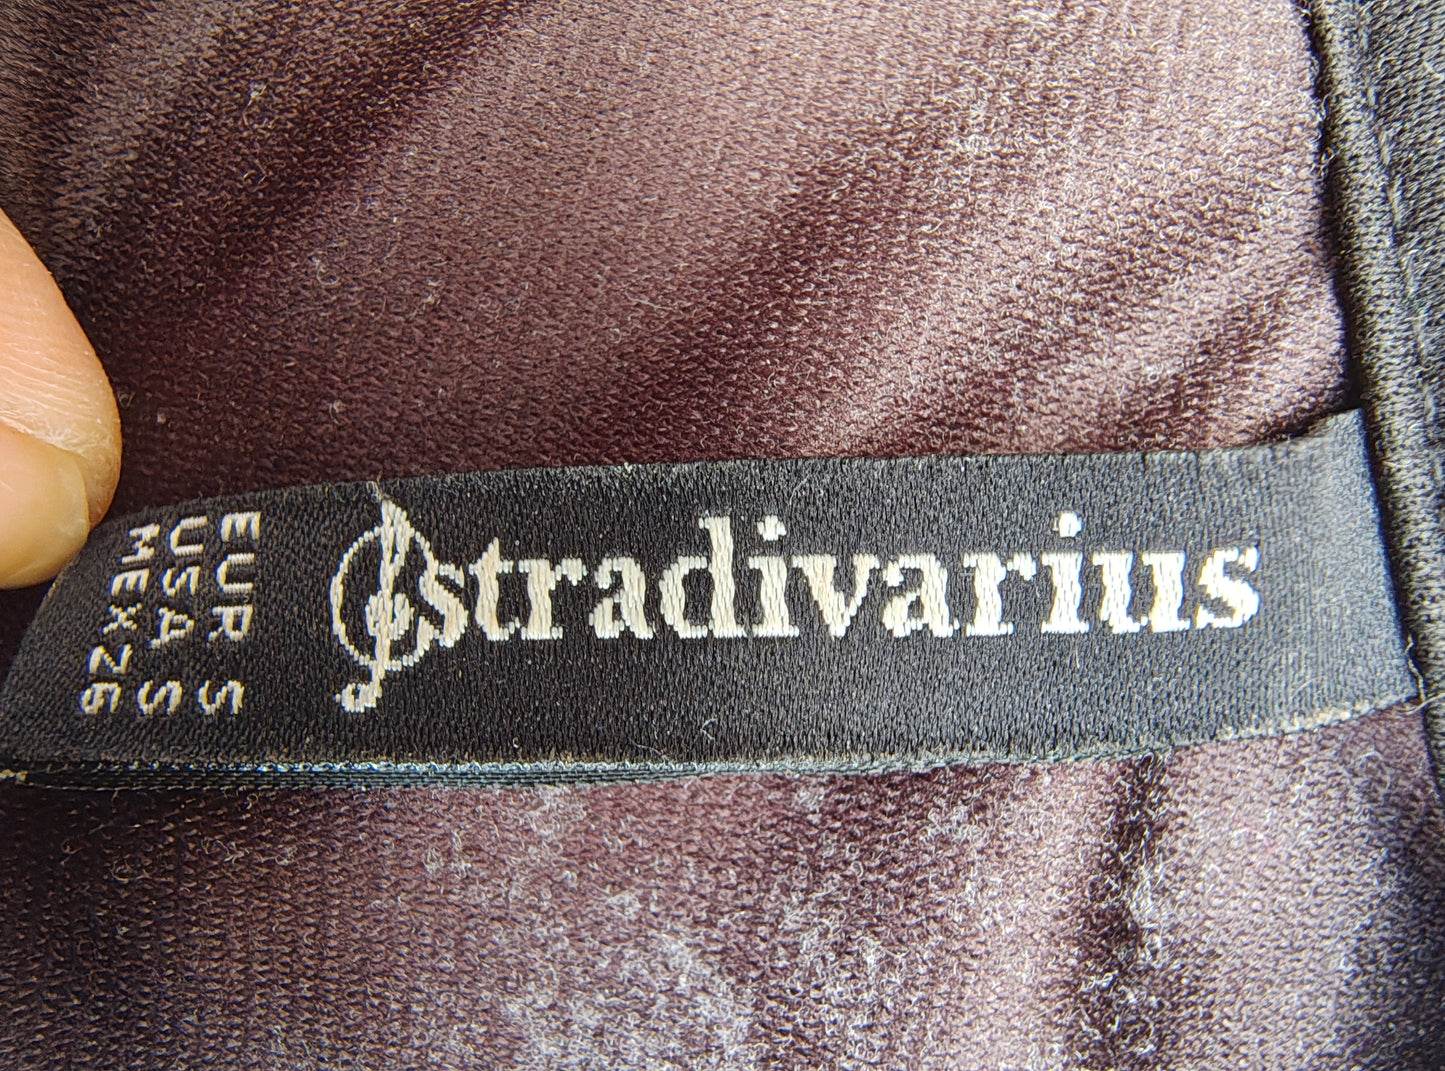 stradivarius
EUR S
USA S
MEX 26